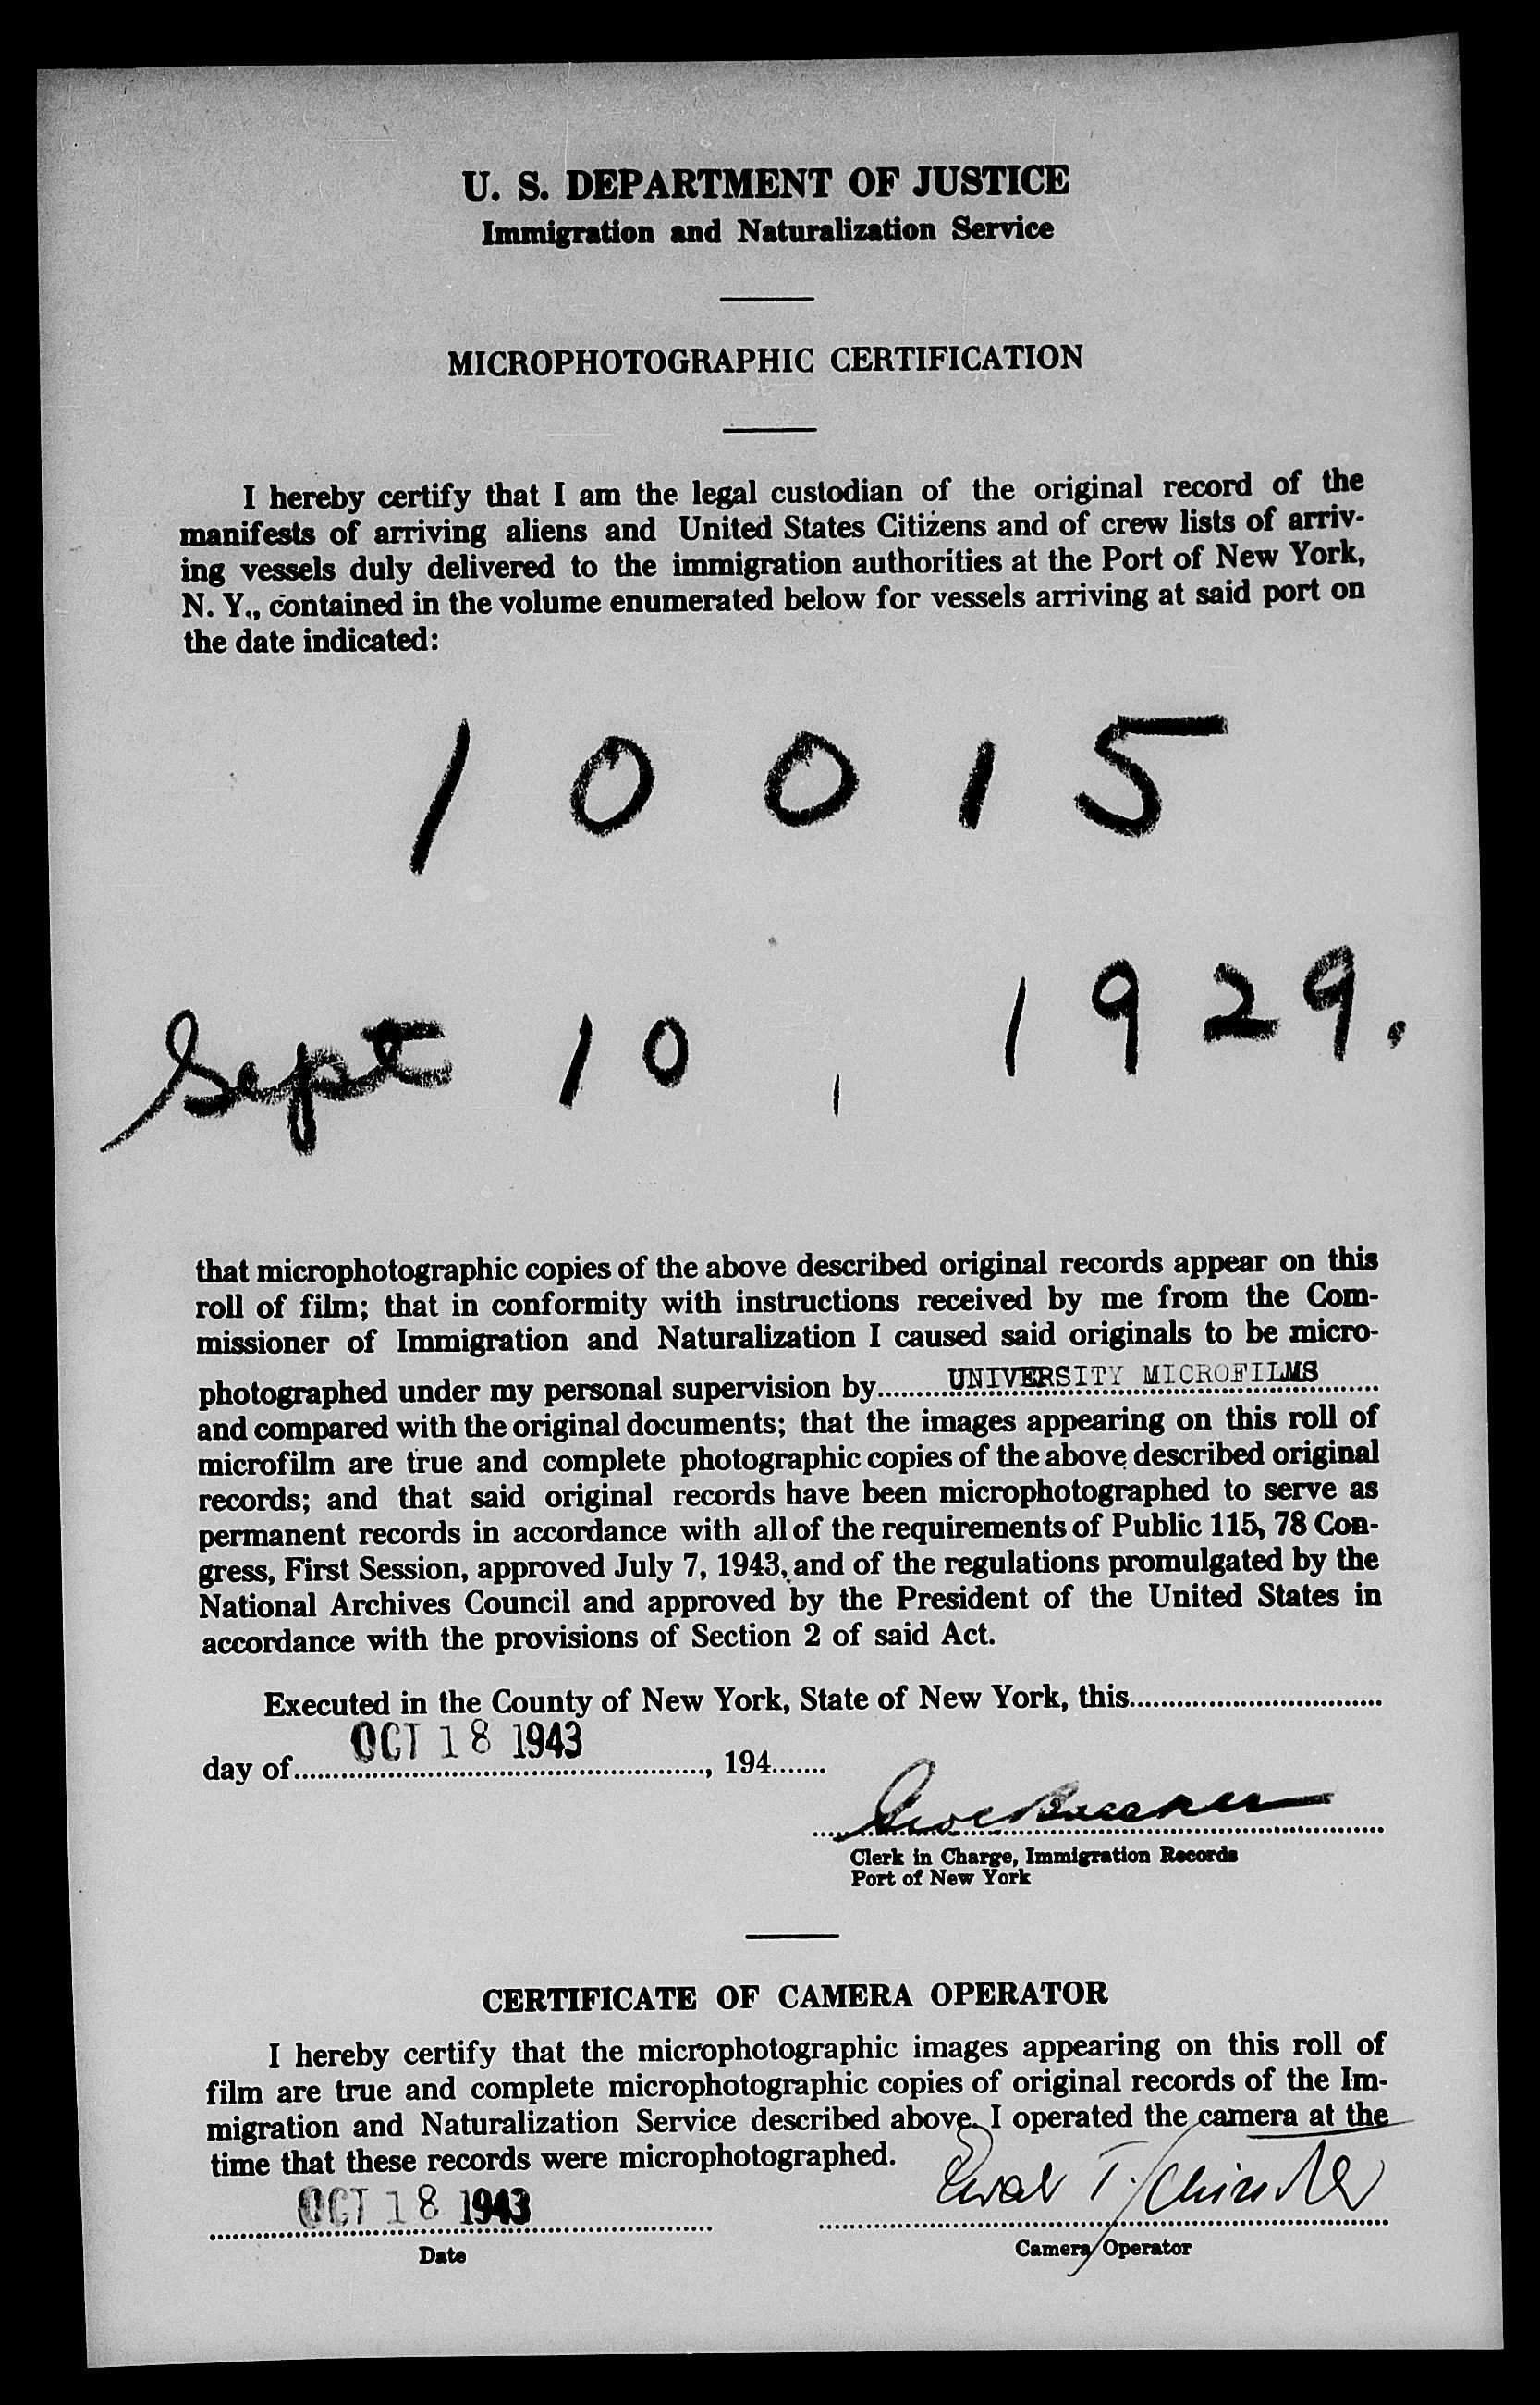 U. S. DEPARTMENT OF JUSTICE
Immigration and Naturalization Service
MICROPHOTOGRAPHIC CERTIFICATION
I hereby certify that I am the legal custodian of the original record of the
manifests of arriving aliens and United States Citizens and of crew lists of arriv-
ing vessels duly delivered to the immigration authorities at the Port of New York,
N. Y., contained in the volume enumerated below for vessels arriving at said port on
the date indicated:
10015
Sept 10, 1929.
that microphotographic copies of the above described original records appear on this
roll of film; that in conformity with instructions received by me from the Com-
missioner of Immigration and Naturalization I caused said originals to be micro-
photographed under my personal supervision by UNIVERSITY MICROFILMS
and compared with the original documents; that the images appearing on this roll of
microfilm are true and complete photographic copies of the above described original
records; and that said original records have been microphotographed to serve as
permanent records in accordance with all of the requirements of Public 115, 78 Con-
gress, First Session, approved July 7, 1943, and of the regulations promulgated by the
National Archives Council and approved by the President of the United States in
accordance with the provisions of Section 2 of said Act.
Executed in the County of New York, State of New York, this
day of OCT 18 1943, 194
Clerk in Charge, Immigration Records
Port of New York
CERTIFICATE OF CAMERA OPERATOR
I hereby certify that the microphotographic images appearing on this roll of
film are true and complete microphotographic copies of original records of the Im-
migration and Naturalization Service described above. I operated the camera at the
time that these records were microphotographed.
OCT 18 1943
Date
Camera Operator